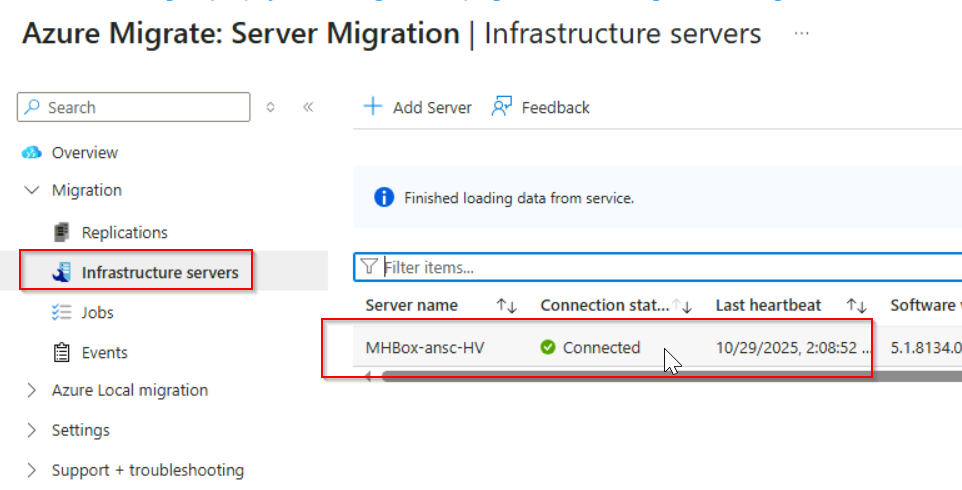 Azure Migrate: Server Migration | Infrastructure servers ...
Search
Add Server Feedback
Overview
Migration
Finished loading data from service.
Replications
Infrastructure servers
Filter items...
Jobs
Server name Connection stat... Last heartbeat Software
Events
MHBox-ansc-HV Connected 10/29/2025, 2:08:52 ... 5.1.8134.0
Azure Local migration
Settings
Support + troubleshooting